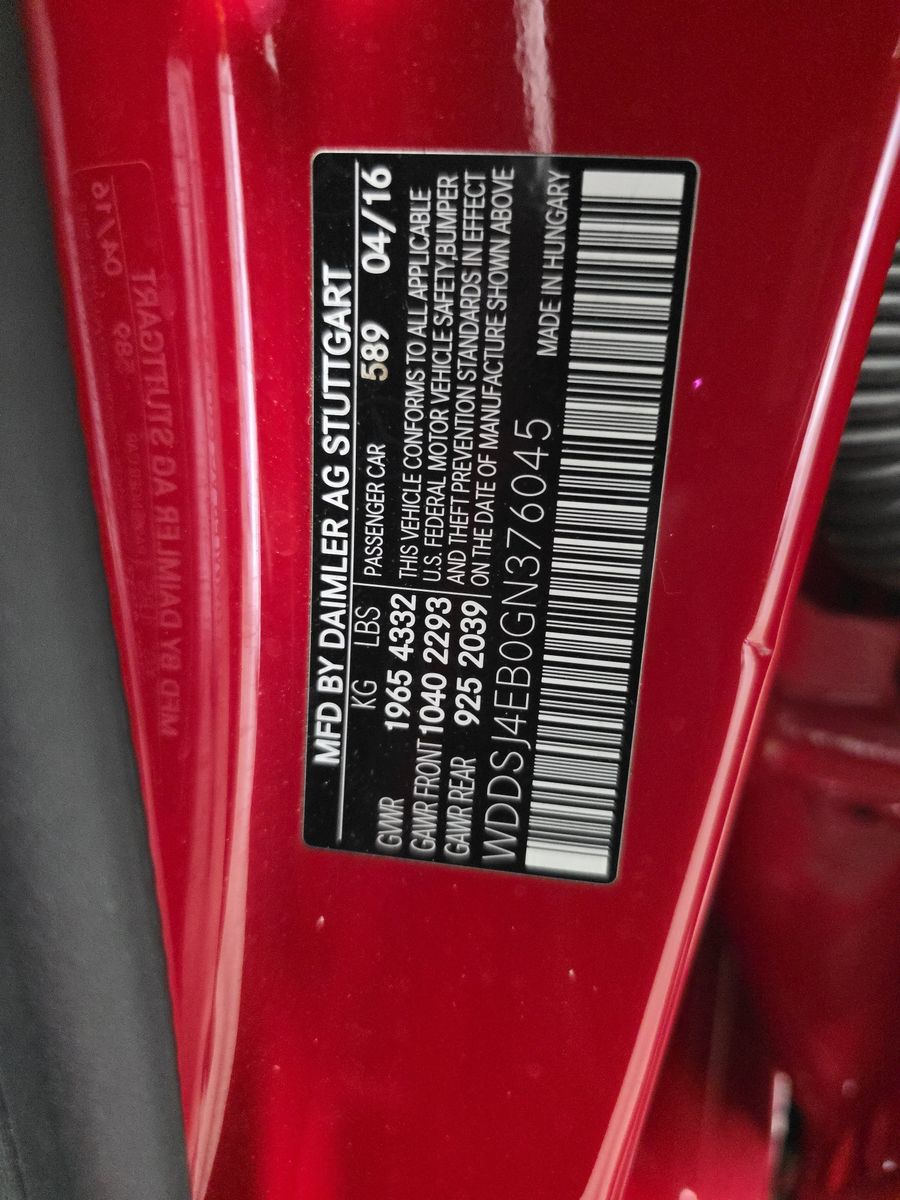 MFD BY DAIMLER AG STUTTGART
KG LBS PASSENGER CAR 589 04/16
GVWR 1965 4332
GAWR FRONT 1040 2293
GAWR REAR 925 2039
THIS VEHICLE CONFORMS TO ALL APPLICABLE
U.S. FEDERAL MOTOR VEHICLE SAFETY,BUMPER
AND THEFT PREVENTION STANDARDS IN EFFECT
ON THE DATE OF MANUFACTURE SHOWN ABOVE
WDDSJ4EB0GN376045 MADE IN HUNGARY